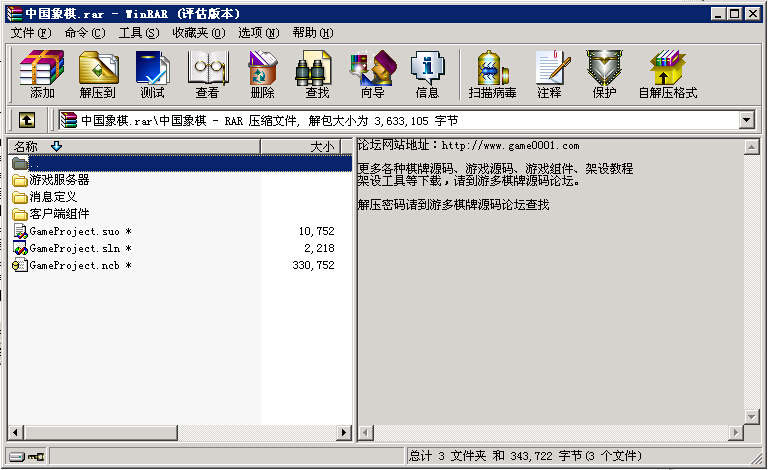 中国象棋.rar - WinRAR (评估版本)
文件(F) 命令(C) 工具(S) 收藏夹(O) 选项(N) 帮助(H)
添加 解压到 测试 查看 删除 查找 向导 信息 扫描病毒 注释 保护 自解压格式
中国象棋.rar\中国象棋 - RAR 压缩文件, 解包大小为 3,633,105 字节
名称 大小
..
游戏服务器
消息定义
客户端组件
GameProject.suo * 10,752
GameProject.sln * 2,218
GameProject.ncb * 330,752
论坛网站地址：http://www.game0001.com
更多各种棋牌源码、游戏源码、游戏组件、架设教程
架设工具等下载，请到游多棋牌源码论坛。
解压密码请到游多棋牌源码论坛查找
总计 3 文件夹 和 343,722 字节(3 个文件)